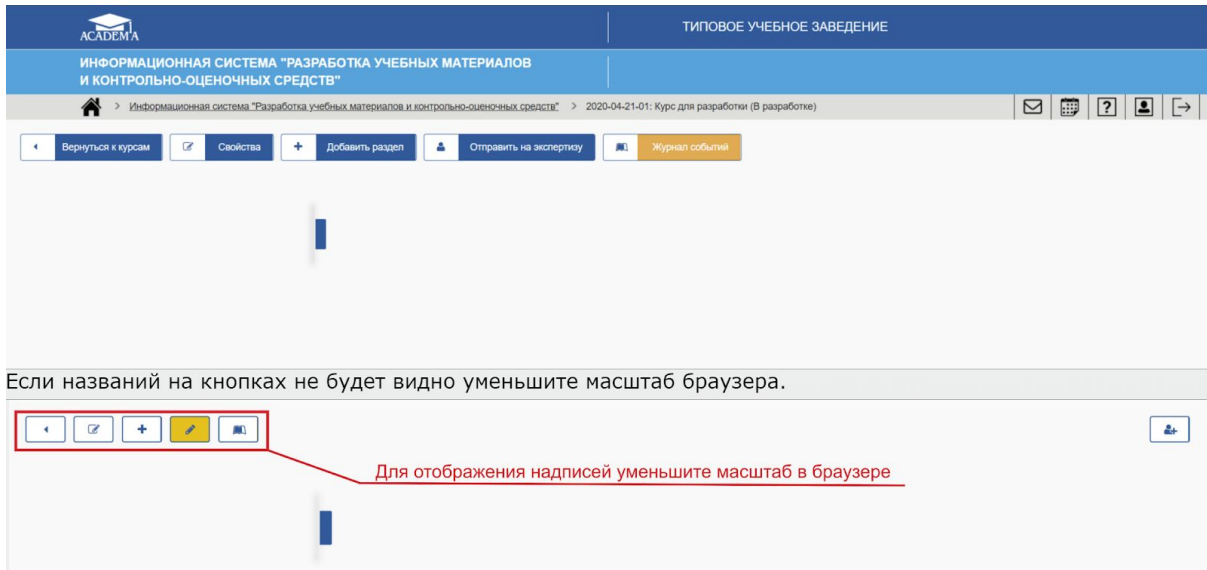 ACADEMA
ТИПОВОЕ УЧЕБНОЕ ЗАВЕДЕНИЕ
ИНФОРМАЦИОННАЯ СИСТЕМА "РАЗРАБОТКА УЧЕБНЫХ МАТЕРИАЛОВ
И КОНТРОЛЬНО-ОЦЕНОЧНЫХ СРЕДСТВ"
> Информационная система "Разработка учебных материалов и контрольно-оценочных средств" > 2020-04-21-01: Курс для разработки (В разработке)
?
Вернуться к курсам
Свойства
+ Добавить раздел
Отправить на экспертизу
Журнал событий
Если названий на кнопках не будет видно уменьшите масштаб браузера.
Для отображения надписей уменьшите масштаб в браузере